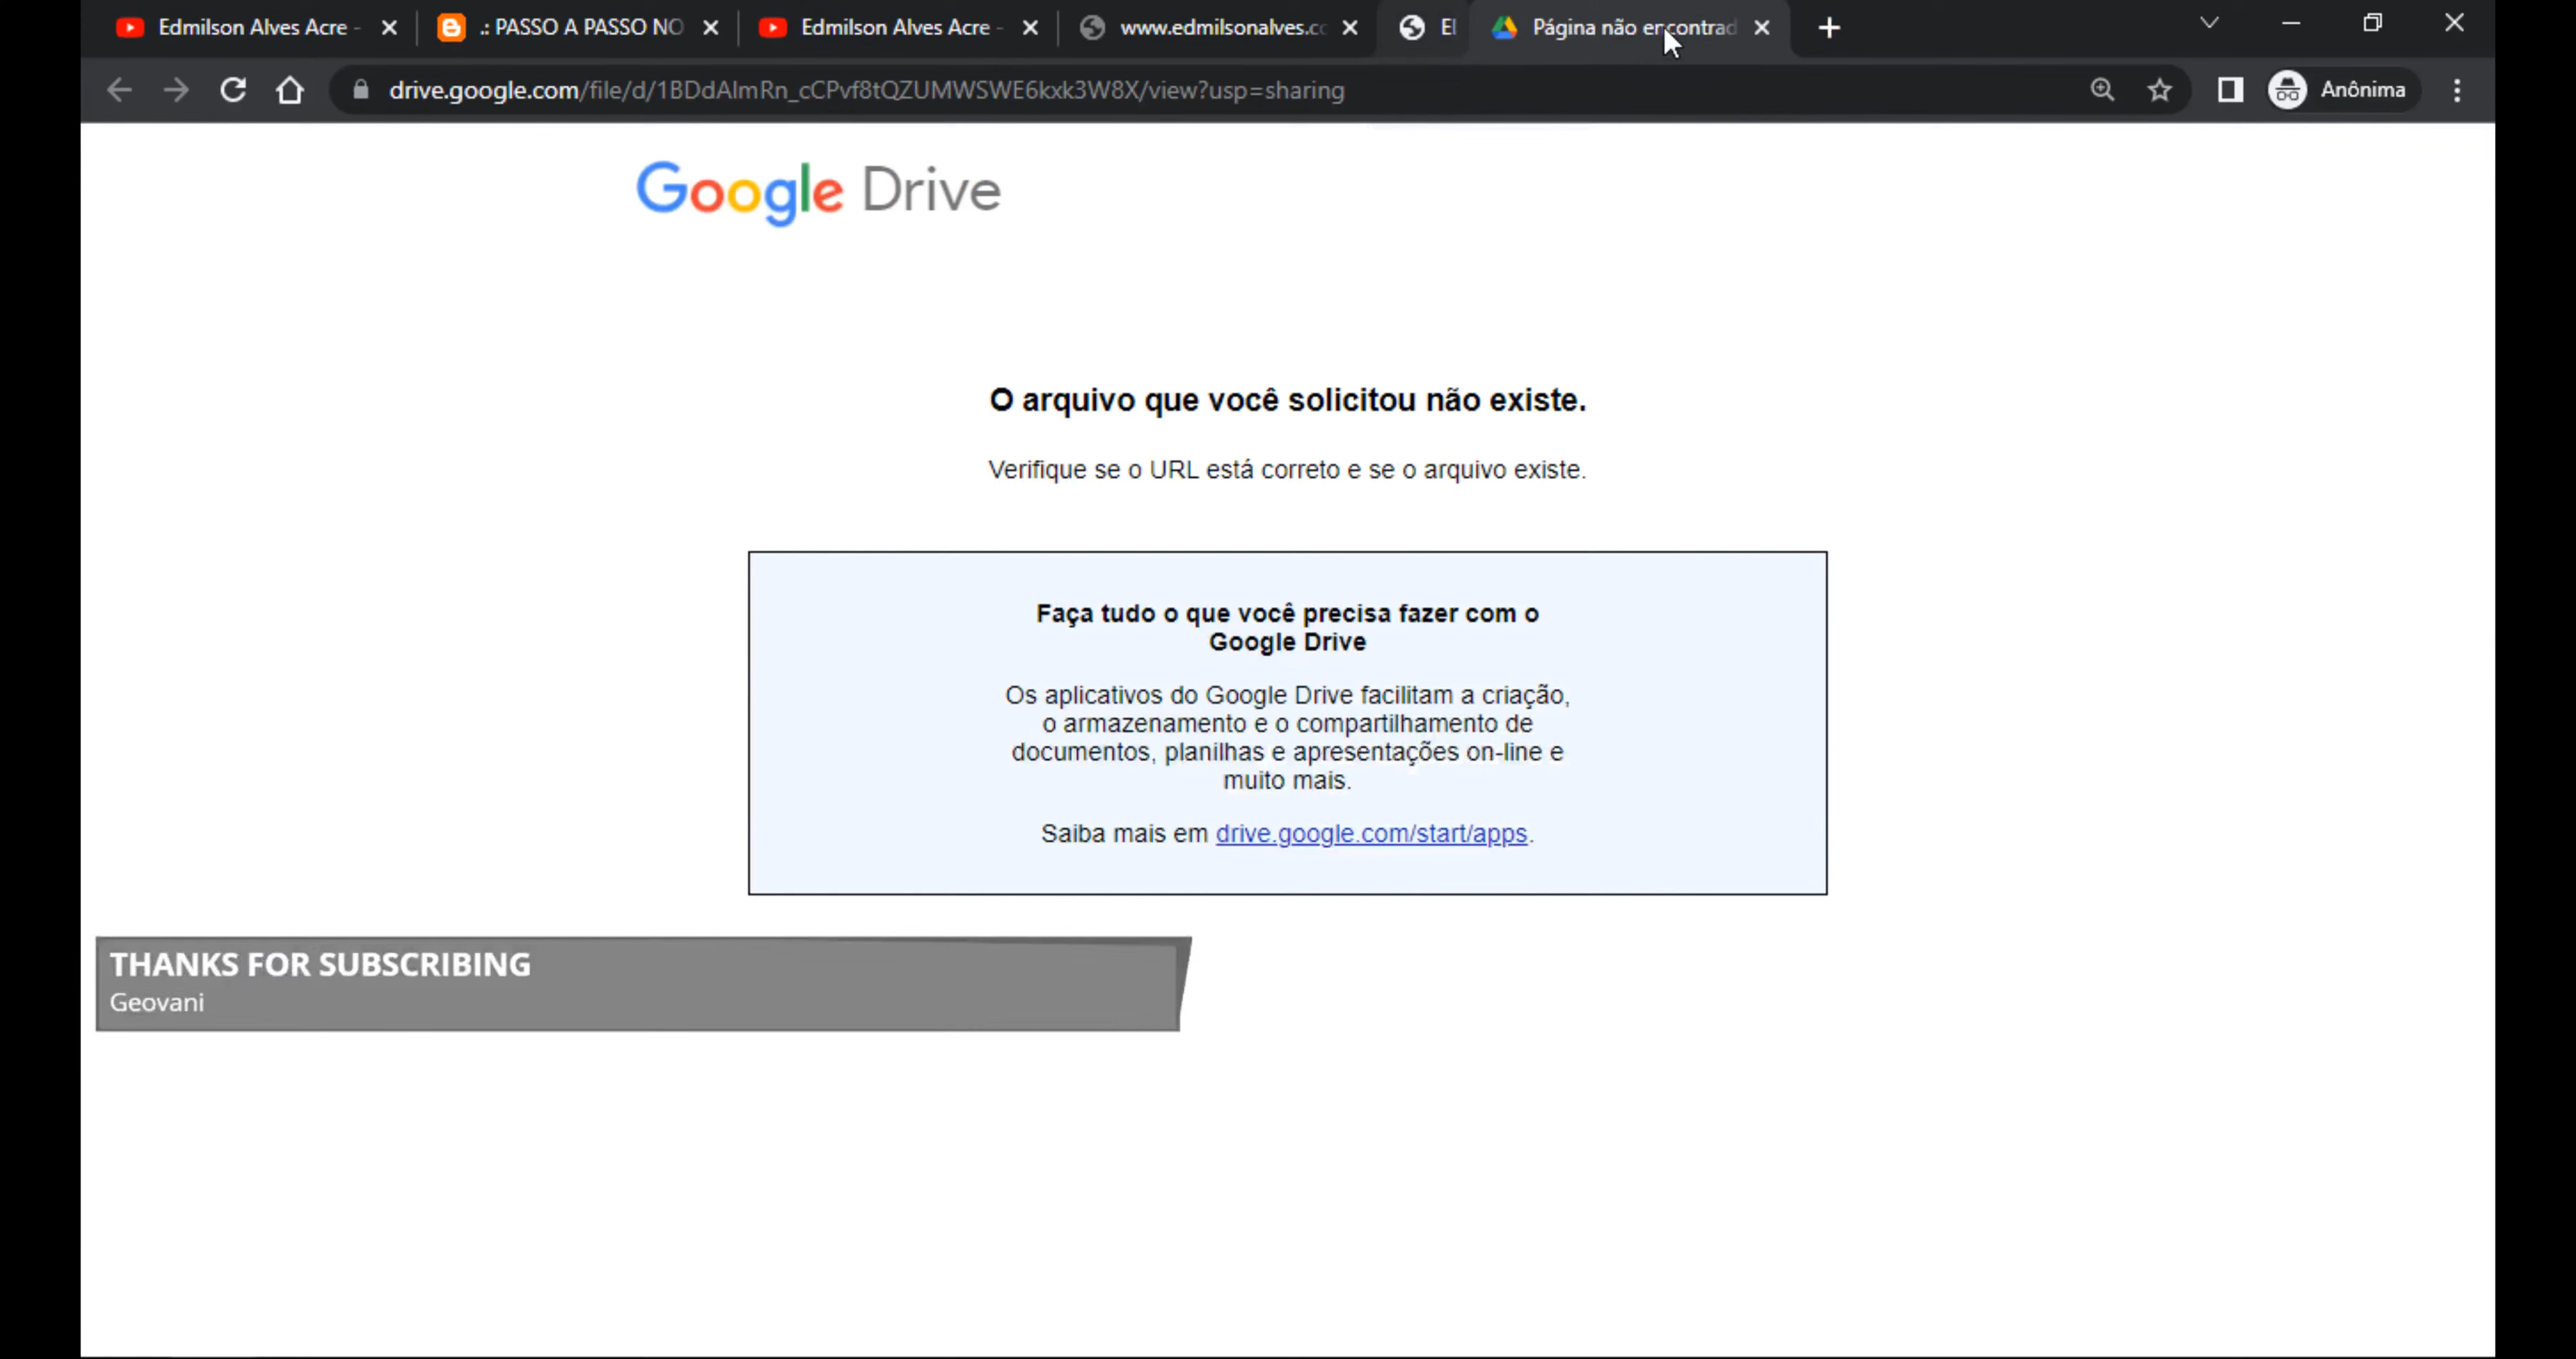 Edmilson Alves Acre -
.: PASSO A PASSO NO
Edmilson Alves Acre -
www.edmilsonalves.co
El
Página não encontrad
drive.google.com/file/d/1BDdAlmRn_cCPvf8tQZUMWSWE6kxk3W8X/view?usp=sharing
Anônima
Google Drive
O arquivo que você solicitou não existe.
Verifique se o URL está correto e se o arquivo existe.
Faça tudo o que você precisa fazer com o
Google Drive
Os aplicativos do Google Drive facilitam a criação,
o armazenamento e o compartilhamento de
documentos, planilhas e apresentações on-line e
muito mais.
Saiba mais em drive.google.com/start/apps.
THANKS FOR SUBSCRIBING
Geovani